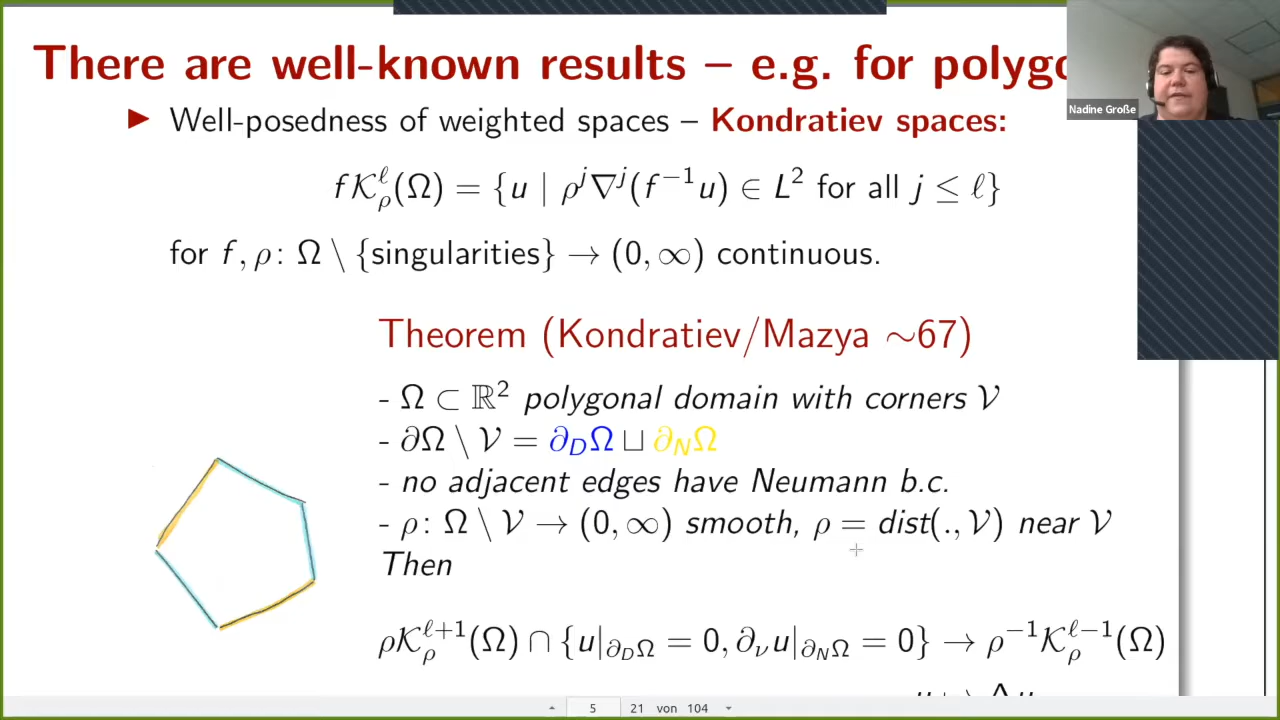 There are well-known results – e.g. for polygo
Nadine Große
▶ Well-posedness of weighted spaces – Kondratiev spaces:
f𝒦^ℓ_ρ(Ω) = {u | ρ^j∇^j(f^{−1}u) ∈ L² for all j ≤ ℓ}
for f, ρ: Ω \ {singularities} → (0, ∞) continuous.
Theorem (Kondratiev/Mazya ∼67)
- Ω ⊂ ℝ² polygonal domain with corners 𝒱
- ∂Ω \ 𝒱 = ∂_DΩ ⊔ ∂_NΩ
- no adjacent edges have Neumann b.c.
- ρ: Ω \ 𝒱 → (0, ∞) smooth, ρ = dist(., 𝒱) near 𝒱
Then
ρ𝒦^{ℓ+1}_ρ(Ω) ∩ {u|_{∂_DΩ} = 0, ∂_νu|_{∂_NΩ} = 0} → ρ^{−1}𝒦^{ℓ−1}_ρ(Ω)
5 21 von 104